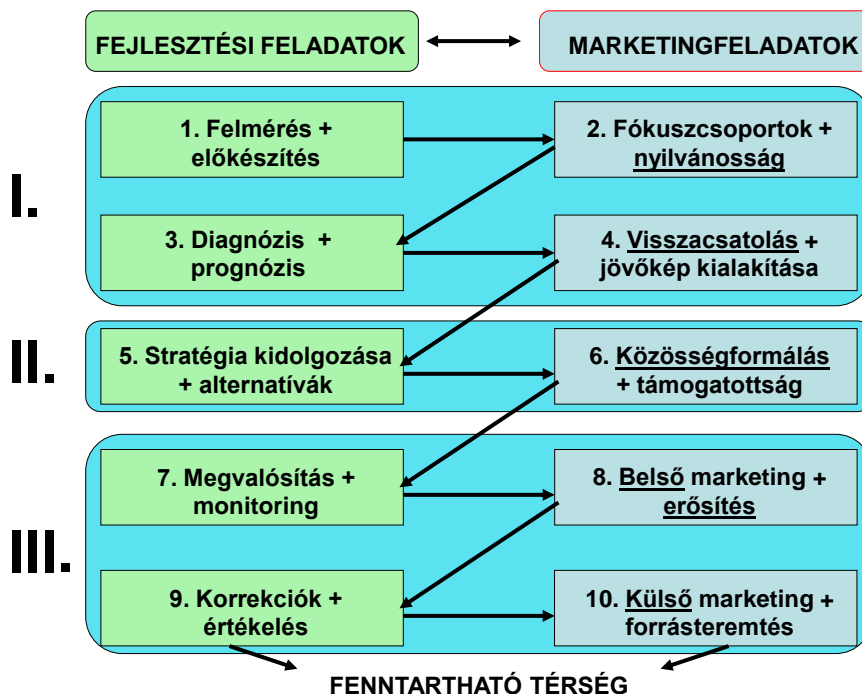 FEJLESZTÉSI FELADATOK
MARKETINGFELADATOK
I.
1. Felmérés +
előkészítés
2. Fókuszcsoportok +
nyilvánosság
3. Diagnózis +
prognózis
4. Visszacsatolás +
jövőkép kialakítása
II.
5. Stratégia kidolgozása
+ alternatívák
6. Közösségformálás
+ támogatottság
III.
7. Megvalósítás +
monitoring
8. Belső marketing +
erősítés
9. Korrekciók +
értékelés
10. Külső marketing +
forrásteremtés
FENNTARTHATÓ TÉRSÉG